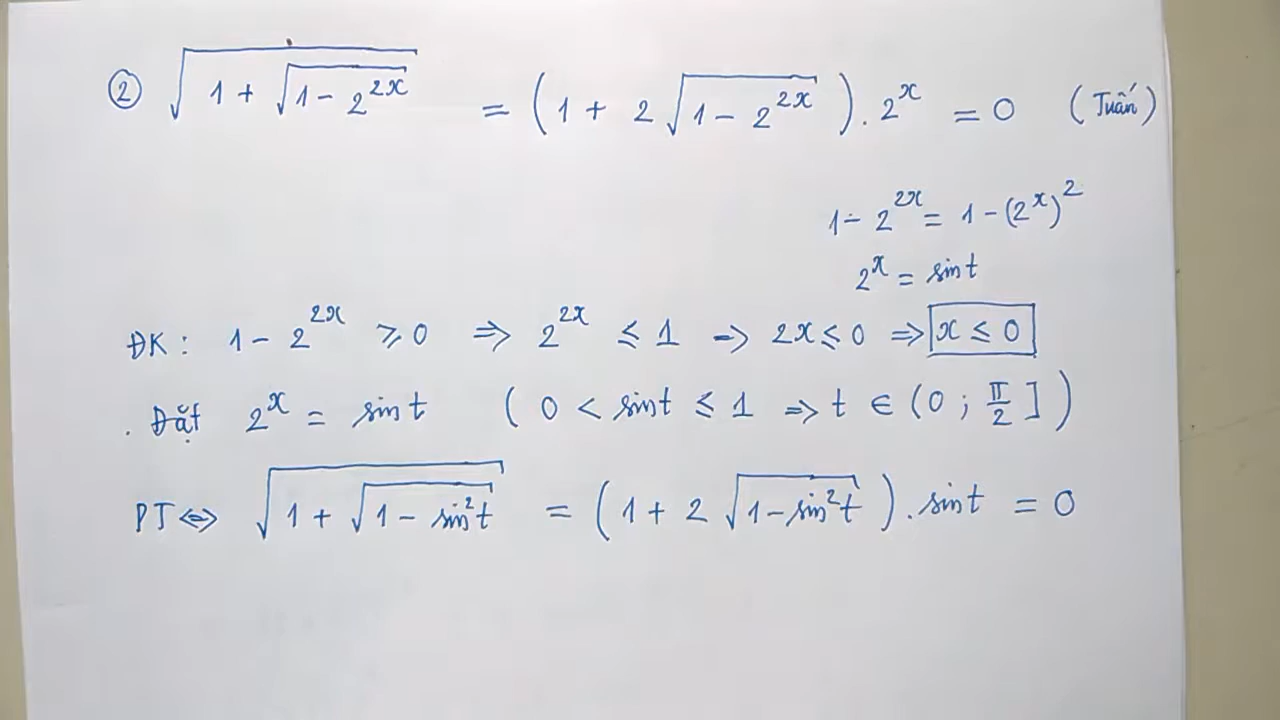 ② √(1 + √(1 - 2^(2x))) = (1 + 2√(1 - 2^(2x))) . 2^x = 0 (Tuấn)
1 - 2^(2x) = 1 - (2^x)^2
2^x = sin t
ĐK: 1 - 2^(2x) ⩾ 0 ⇒ 2^(2x) ⩽ 1 ⇒ 2x ⩽ 0 ⇒ x ⩽ 0
. Đặt 2^x = sin t ( 0 < sin t ⩽ 1 ⇒ t ∈ (0 ; π/2] )
PT ⇔ √(1 + √(1 - sin²t)) = (1 + 2√(1 - sin²t)) . sin t = 0